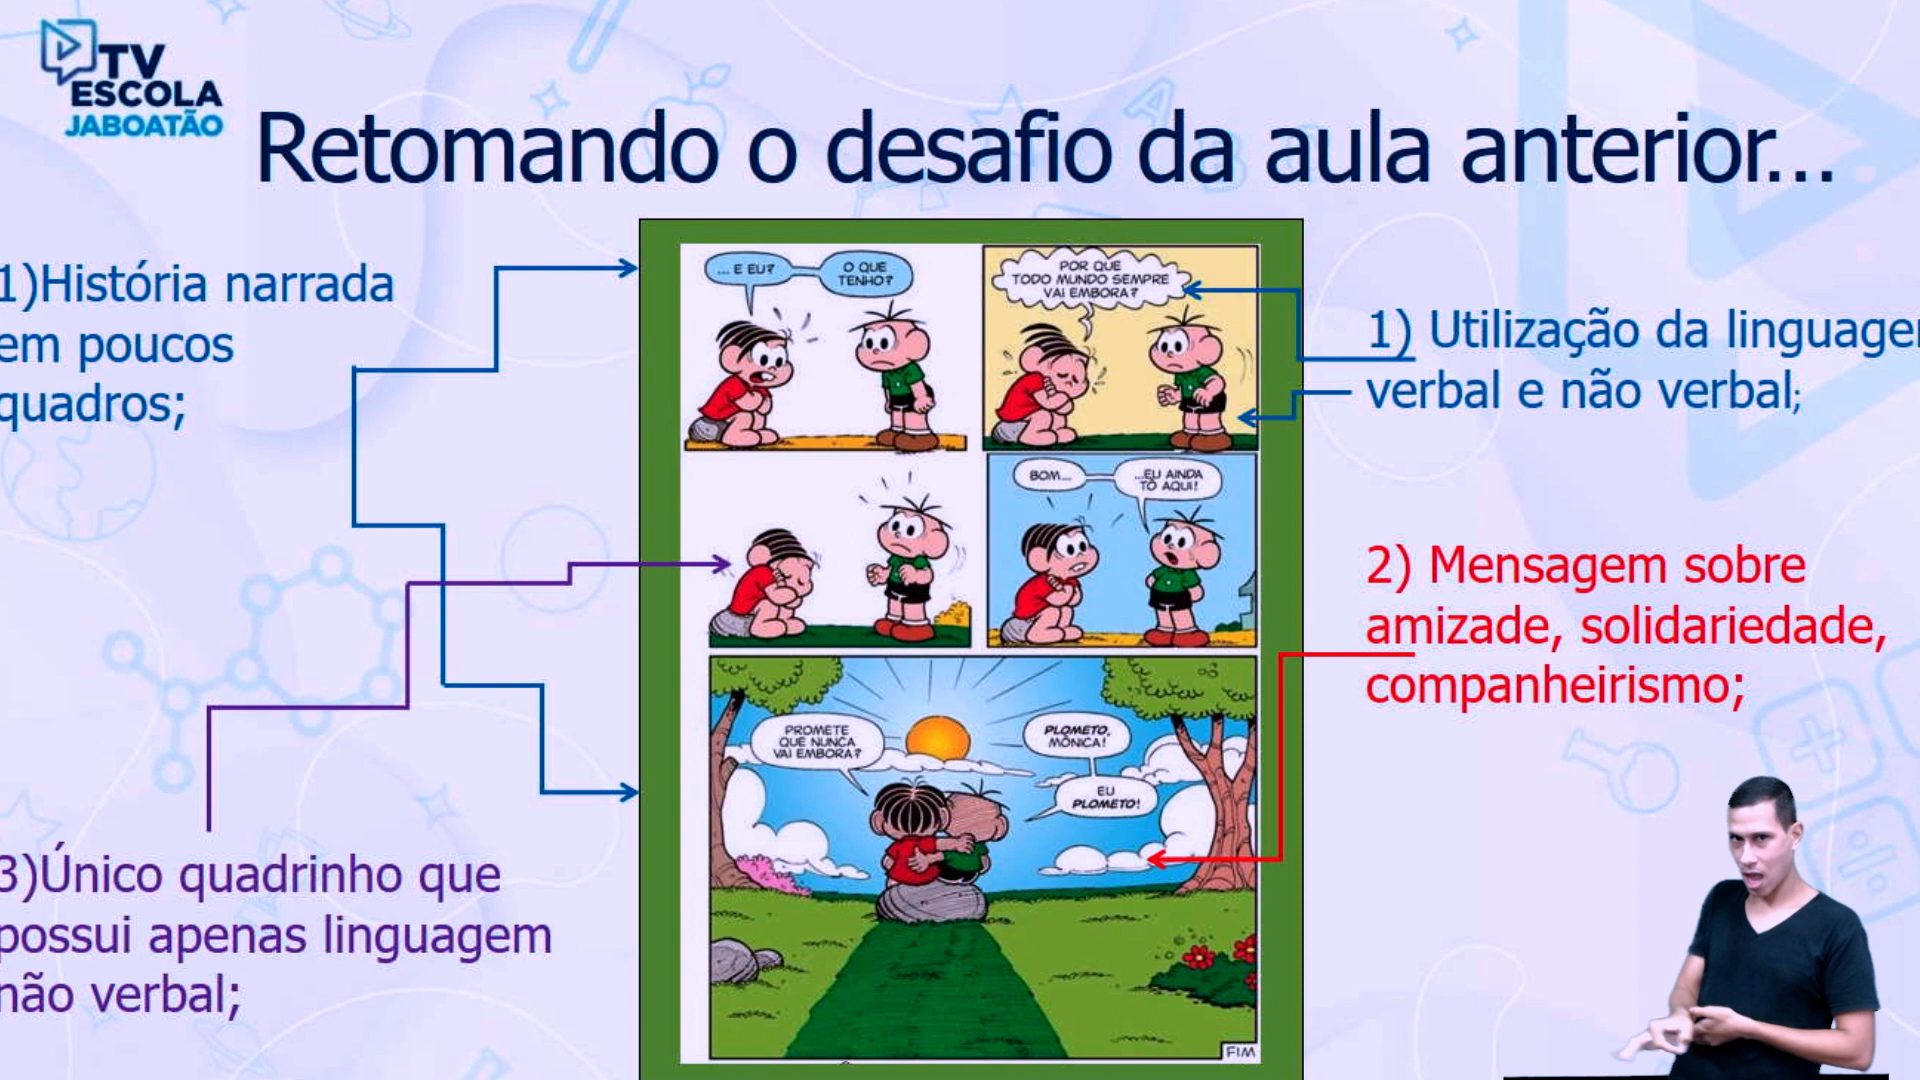 TV
ESCOLA
JABOATÃO
Retomando o desafio da aula anterior...
1)História narrada
em poucos
quadros;
3)Único quadrinho que
possui apenas linguagem
não verbal;
... E EU?
O QUE
TENHO?
POR QUE
TODO MUNDO SEMPRE
VAI EMBORA?
BOM...
...EU AINDA
TÔ AQUI!
PROMETE
QUE NUNCA
VAI EMBORA?
PLOMETO,
MÔNICA!
EU
PLOMETO!
FIM
1) Utilização da linguage
verbal e não verbal;
2) Mensagem sobre
amizade, solidariedade,
companheirismo;